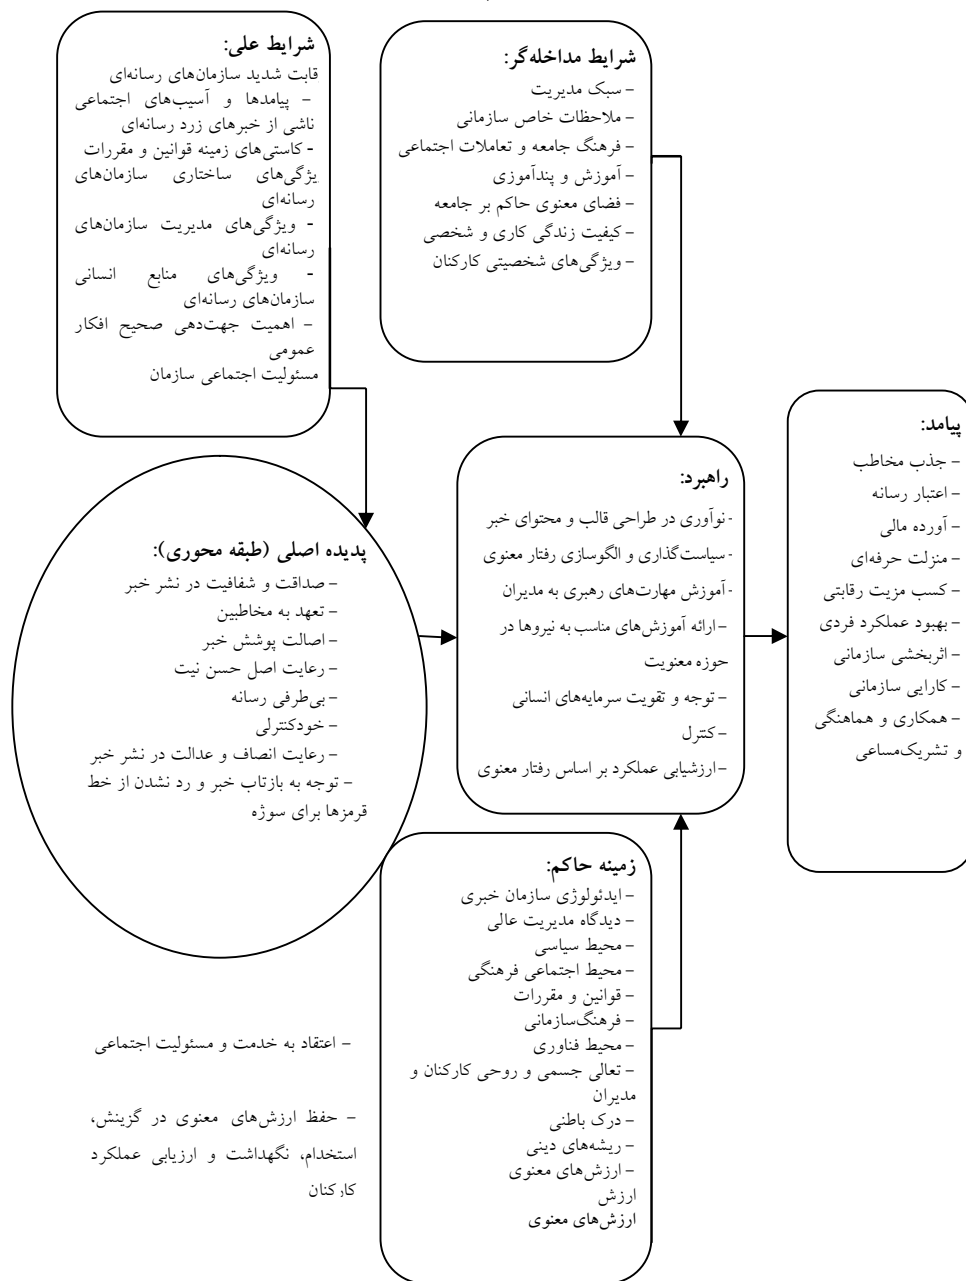 شرایط علی:
قابت شدید سازمان‌های رسانه‌ای
– پیامدها و آسیب‌های اجتماعی
ناشی از خبرهای زرد رسانه‌ای
- کاستی‌های زمینه قوانین و مقررات
یژگی‌های ساختاری سازمان‌های
رسانه‌ای
- ویژگی‌های مدیریت سازمان‌های
رسانه‌ای
- ویژگی‌های منابع انسانی
سازمان‌های رسانه‌ای
– اهمیت جهت‌دهی صحیح افکار
عمومی
مسئولیت اجتماعی سازمان
شرایط مداخله‌گر:
– سبک مدیریت
– ملاحظات خاص سازمانی
– فرهنگ جامعه و تعاملات اجتماعی
– آموزش و پندآموزی
– فضای معنوی حاکم بر جامعه
– کیفیت زندگی کاری و شخصی
– ویژگی‌های شخصیتی کارکنان
پدیده اصلی (طبقه محوری):
– صداقت و شفافیت در نشر خبر
– تعهد به مخاطبین
– اصالت پوشش خبر
– رعایت اصل حسن نیت
– بی‌طرفی رسانه
– خودکنترلی
– رعایت انصاف و عدالت در نشر خبر
– توجه به بازتاب خبر و رد نشدن از خط
قرمزها برای سوژه
راهبرد:
- نوآوری در طراحی قالب و محتوای خبر
- سیاست‌گذاری و الگوسازی رفتار معنوی
- آموزش مهارت‌های رهبری به مدیران
– ارائه آموزش‌های مناسب به نیروها در
حوزه معنویت
– توجه و تقویت سرمایه‌های انسانی
– کنترل
– ارزشیابی عملکرد بر اساس رفتار معنوی
پیامد:
– جذب مخاطب
– اعتبار رسانه
– آورده مالی
– منزلت حرفه‌ای
– کسب مزیت رقابتی
– بهبود عملکرد فردی
– اثربخشی سازمانی
– کارایی سازمانی
– همکاری و هماهنگی
و تشریک‌مساعی
زمینه حاکم:
– ایدئولوژی سازمان خبری
– دیدگاه مدیریت عالی
– محیط سیاسی
– محیط اجتماعی فرهنگی
– قوانین و مقررات
– فرهنگ‌سازمانی
– محیط فناوری
– تعالی جسمی و روحی کارکنان و
مدیران
– درک باطنی
– ریشه‌های دینی
– ارزش‌های معنوی
ارزش
ارزش‌های معنوی
– اعتقاد به خدمت و مسئولیت اجتماعی
– حفظ ارزش‌های معنوی در گزینش،
استخدام، نگهداشت و ارزیابی عملکرد
کارکنان